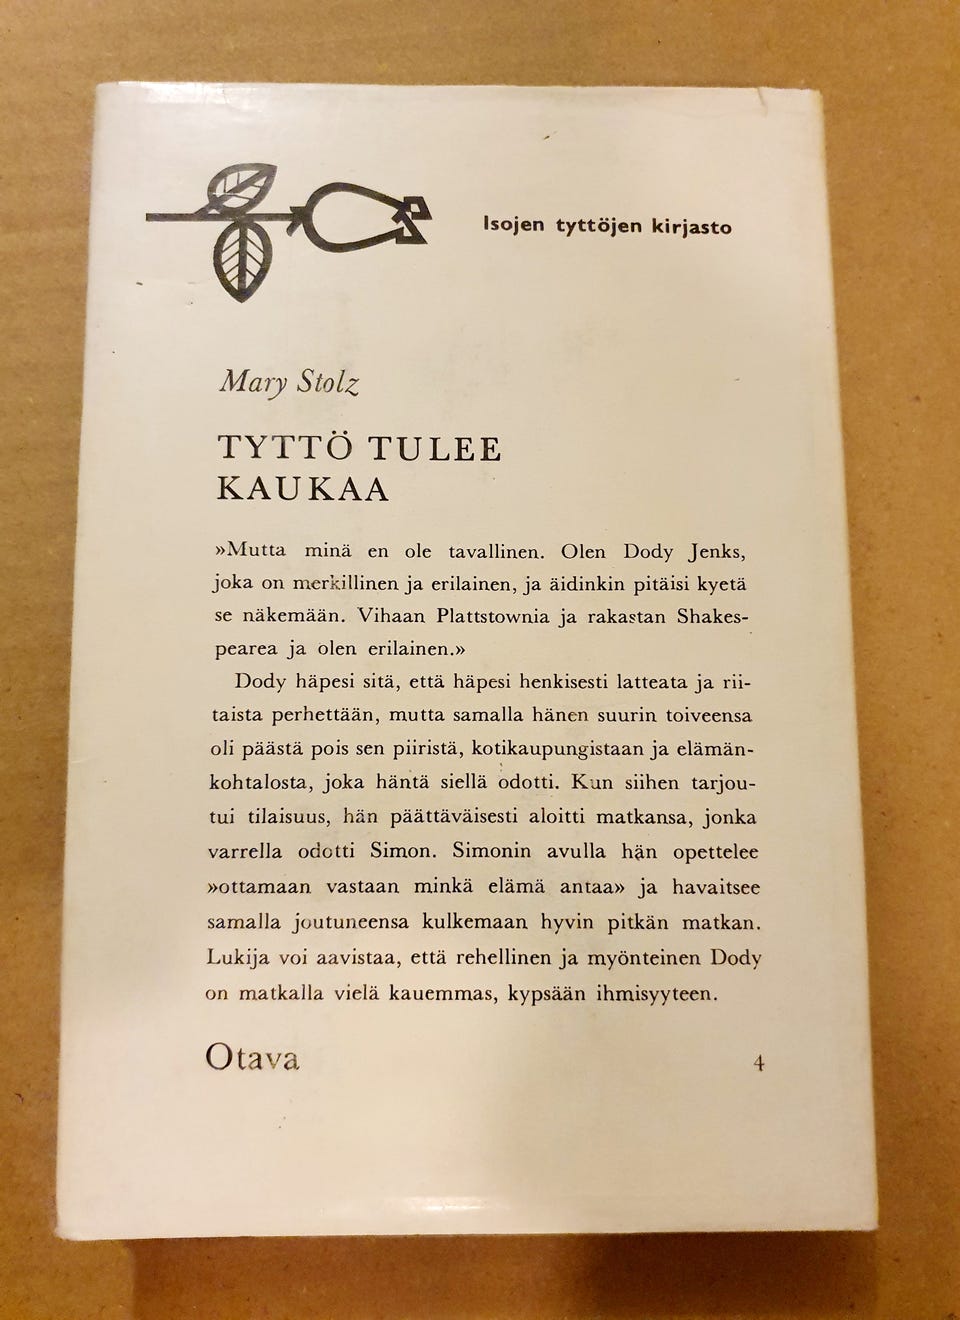 Isojen tyttöjen kirjasto
Mary Stolz
TYTTÖ TULEE
KAUKAA
»Mutta minä en ole tavallinen. Olen Dody Jenks,
joka on merkillinen ja erilainen, ja äidinkin pitäisi kyetä
se näkemään. Vihaan Plattstownia ja rakastan Shakes-
pearea ja olen erilainen.»
Dody häpesi sitä, että häpesi henkisesti latteata ja rii-
taista perhettään, mutta samalla hänen suurin toiveensa
oli päästä pois sen piiristä, kotikaupungistaan ja elämän-
kohtalosta, joka häntä siellä odotti. Kun siihen tarjou-
tui tilaisuus, hän päättäväisesti aloitti matkansa, jonka
varrella odotti Simon. Simonin avulla hän opettelee
»ottamaan vastaan minkä elämä antaa» ja havaitsee
samalla joutuneensa kulkemaan hyvin pitkän matkan.
Lukija voi aavistaa, että rehellinen ja myönteinen Dody
on matkalla vielä kauemmas, kypsään ihmisyyteen.
Otava 4